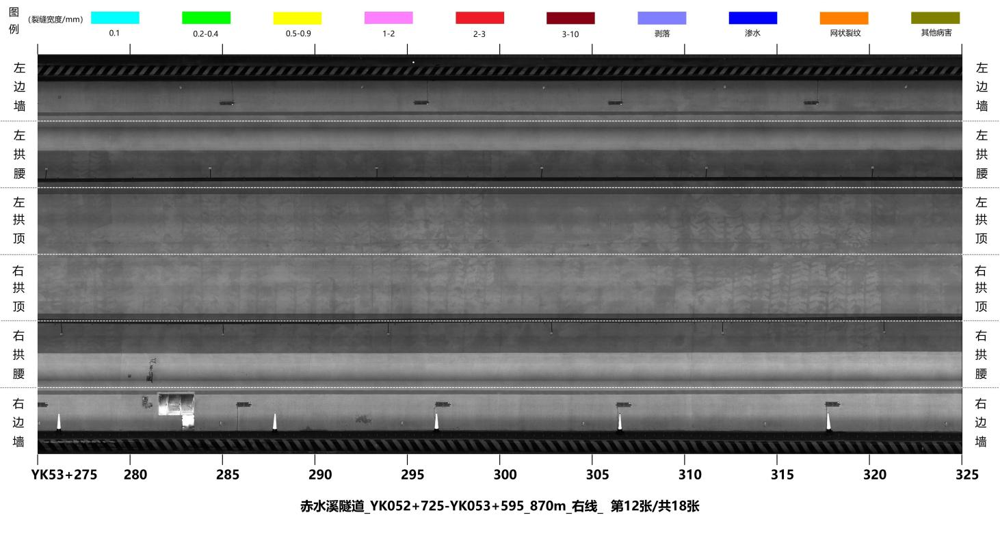 图例 (裂缝宽度/mm) 0.1 0.2-0.4 0.5-0.9 1-2 2-3 3-10 剥落 渗水 网状裂纹 其他病害
左边墙 左边墙
左拱腰 左拱腰
左拱顶 左拱顶
右拱顶 右拱顶
右拱腰 右拱腰
右边墙 右边墙
YK53+275 280 285 290 295 300 305 310 315 320 325
赤水溪隧道_YK052+725-YK053+595_870m_右线_ 第12张/共18张